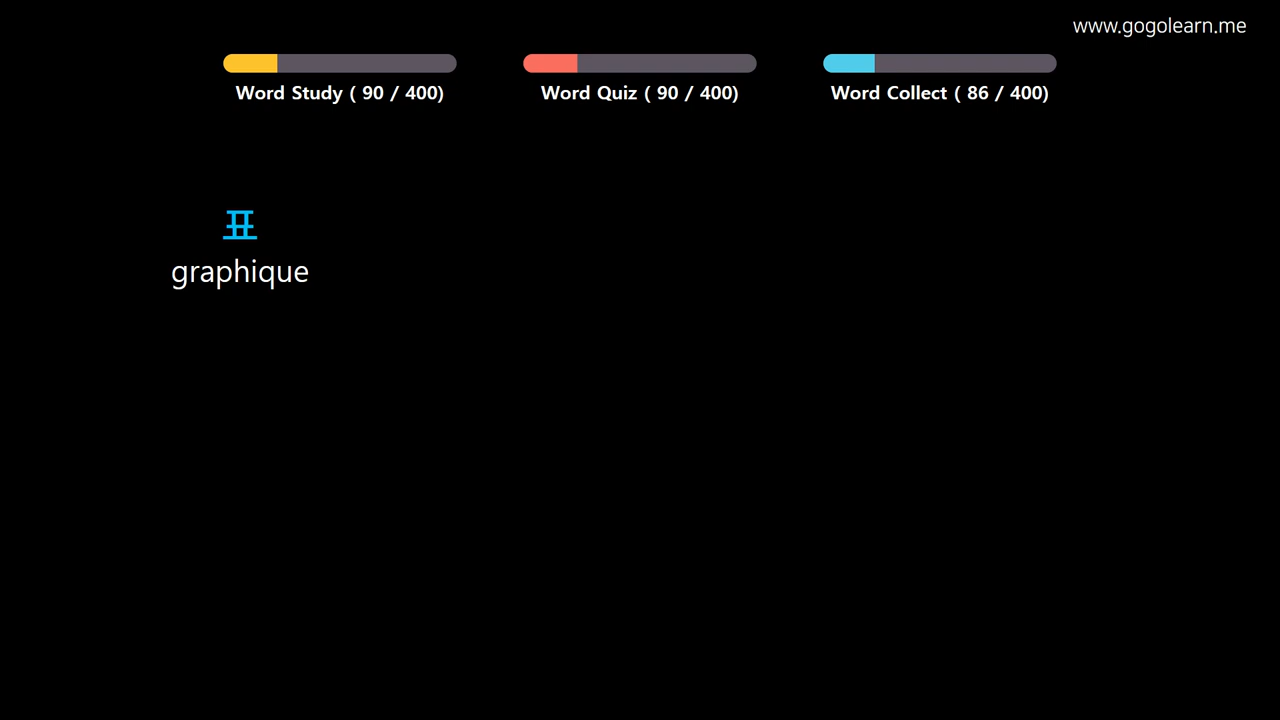 www.gogolearn.me
Word Study ( 90 / 400)
Word Quiz ( 90 / 400)
Word Collect ( 86 / 400)
표
graphique